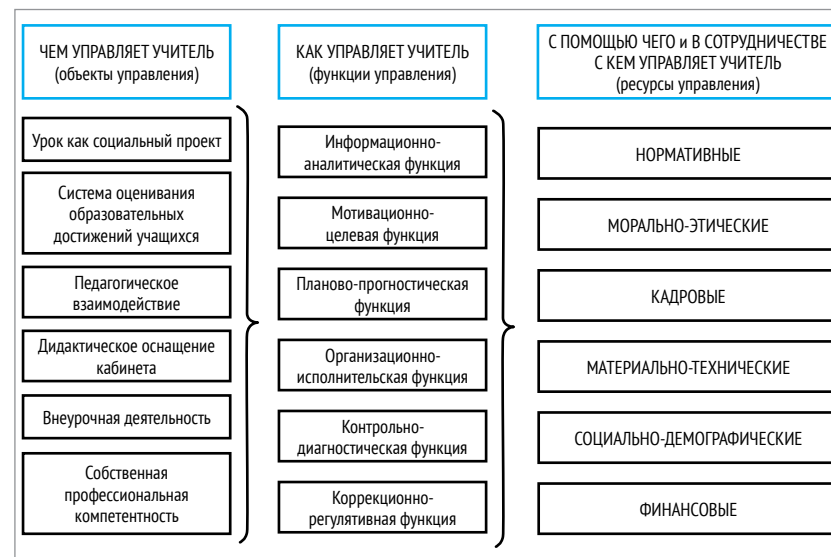 ЧЕМ УПРАВЛЯЕТ УЧИТЕЛЬ
(объекты управления)
Урок как социальный проект
Система оценивания
образовательных
достижений учащихся
Педагогическое
взаимодействие
Дидактическое оснащение
кабинета
Внеурочная деятельность
Собственная
профессиональная
компетентность
КАК УПРАВЛЯЕТ УЧИТЕЛЬ
(функции управления)
Информационно-
аналитическая функция
Мотивационно-
целевая функция
Планово-прогностическая
функция
Организационно-
исполнительская функция
Контрольно-
диагностическая функция
Коррекционно-
регулятивная функция
С ПОМОЩЬЮ ЧЕГО и В СОТРУДНИЧЕСТВЕ
С КЕМ УПРАВЛЯЕТ УЧИТЕЛЬ
(ресурсы управления)
НОРМАТИВНЫЕ
МОРАЛЬНО-ЭТИЧЕСКИЕ
КАДРОВЫЕ
МАТЕРИАЛЬНО-ТЕХНИЧЕСКИЕ
СОЦИАЛЬНО-ДЕМОГРАФИЧЕСКИЕ
ФИНАНСОВЫЕ